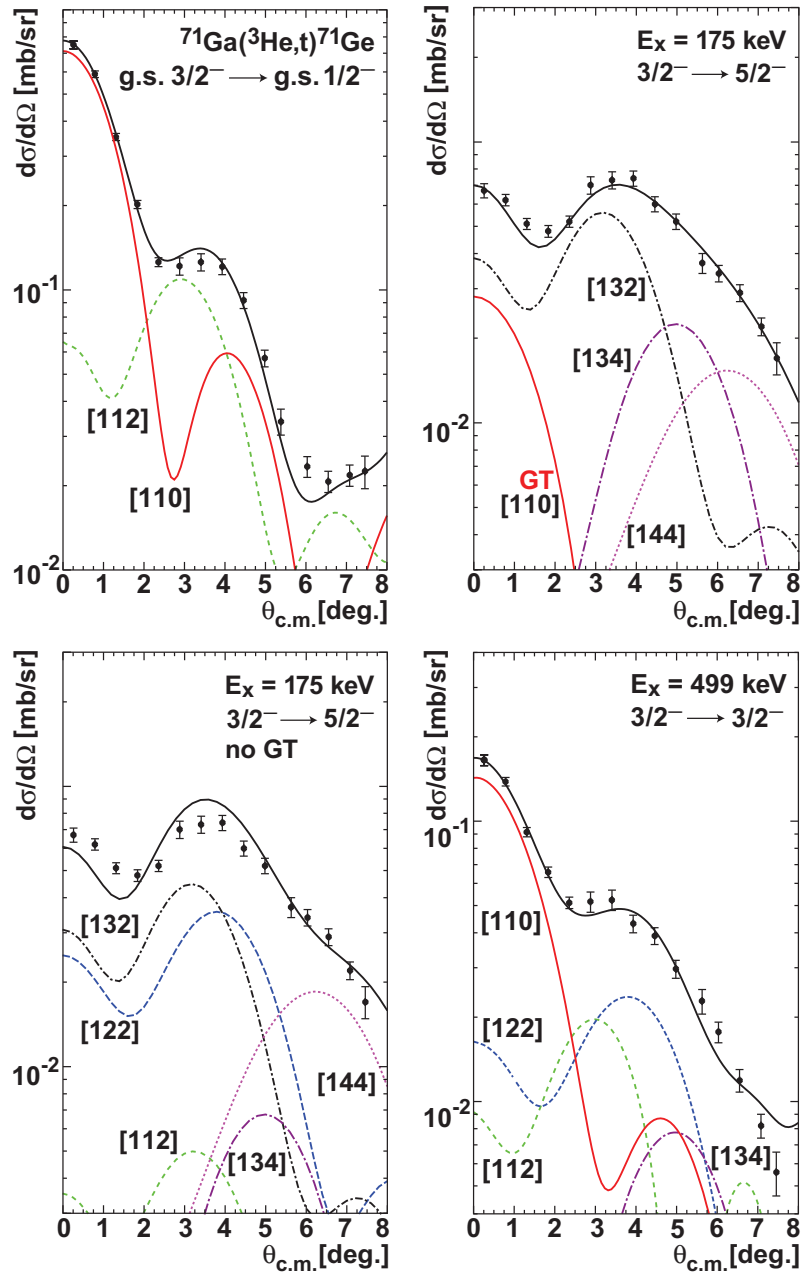 dσ/dΩ [mb/sr]
⁷¹Ga(³He,t)⁷¹Ge
g.s. 3/2⁻ → g.s. 1/2⁻
10⁻¹
10⁻²
[112]
[110]
0 1 2 3 4 5 6 7 8
θc.m.[deg.]
dσ/dΩ [mb/sr]
Eₓ = 175 keV
3/2⁻ → 5/2⁻
10⁻¹
10⁻²
[132]
[134]
GT
[110]
[144]
0 1 2 3 4 5 6 7 8
θc.m.[deg.]
dσ/dΩ [mb/sr]
Eₓ = 175 keV
3/2⁻ → 5/2⁻
no GT
10⁻¹
10⁻²
[132]
[122]
[144]
[112]
[134]
0 1 2 3 4 5 6 7 8
θc.m.[deg.]
dσ/dΩ [mb/sr]
Eₓ = 499 keV
3/2⁻ → 3/2⁻
10⁻¹
10⁻²
[110]
[122]
[112]
[134]
0 1 2 3 4 5 6 7 8
θc.m.[deg.]